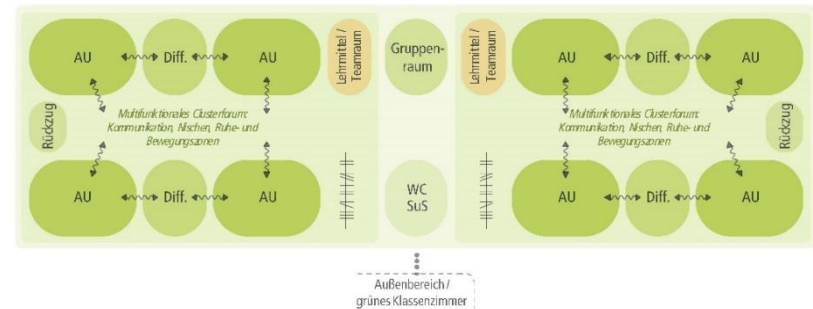 AU
Diff.
AU
Lehrmittel /
Teamraum
Gruppen-
raum
Lehrmittel /
Teamraum
AU
Diff.
AU
Rückzug
Multifunktionales Clusterforum:
Kommunikation, Nischen, Ruhe- und
Bewegungszonen
Multifunktionales Clusterforum:
Kommunikation, Nischen, Ruhe- und
Bewegungszonen
Rückzug
AU
Diff.
AU
WC
SuS
AU
Diff.
AU
Außenbereich /
grünes Klassenzimmer